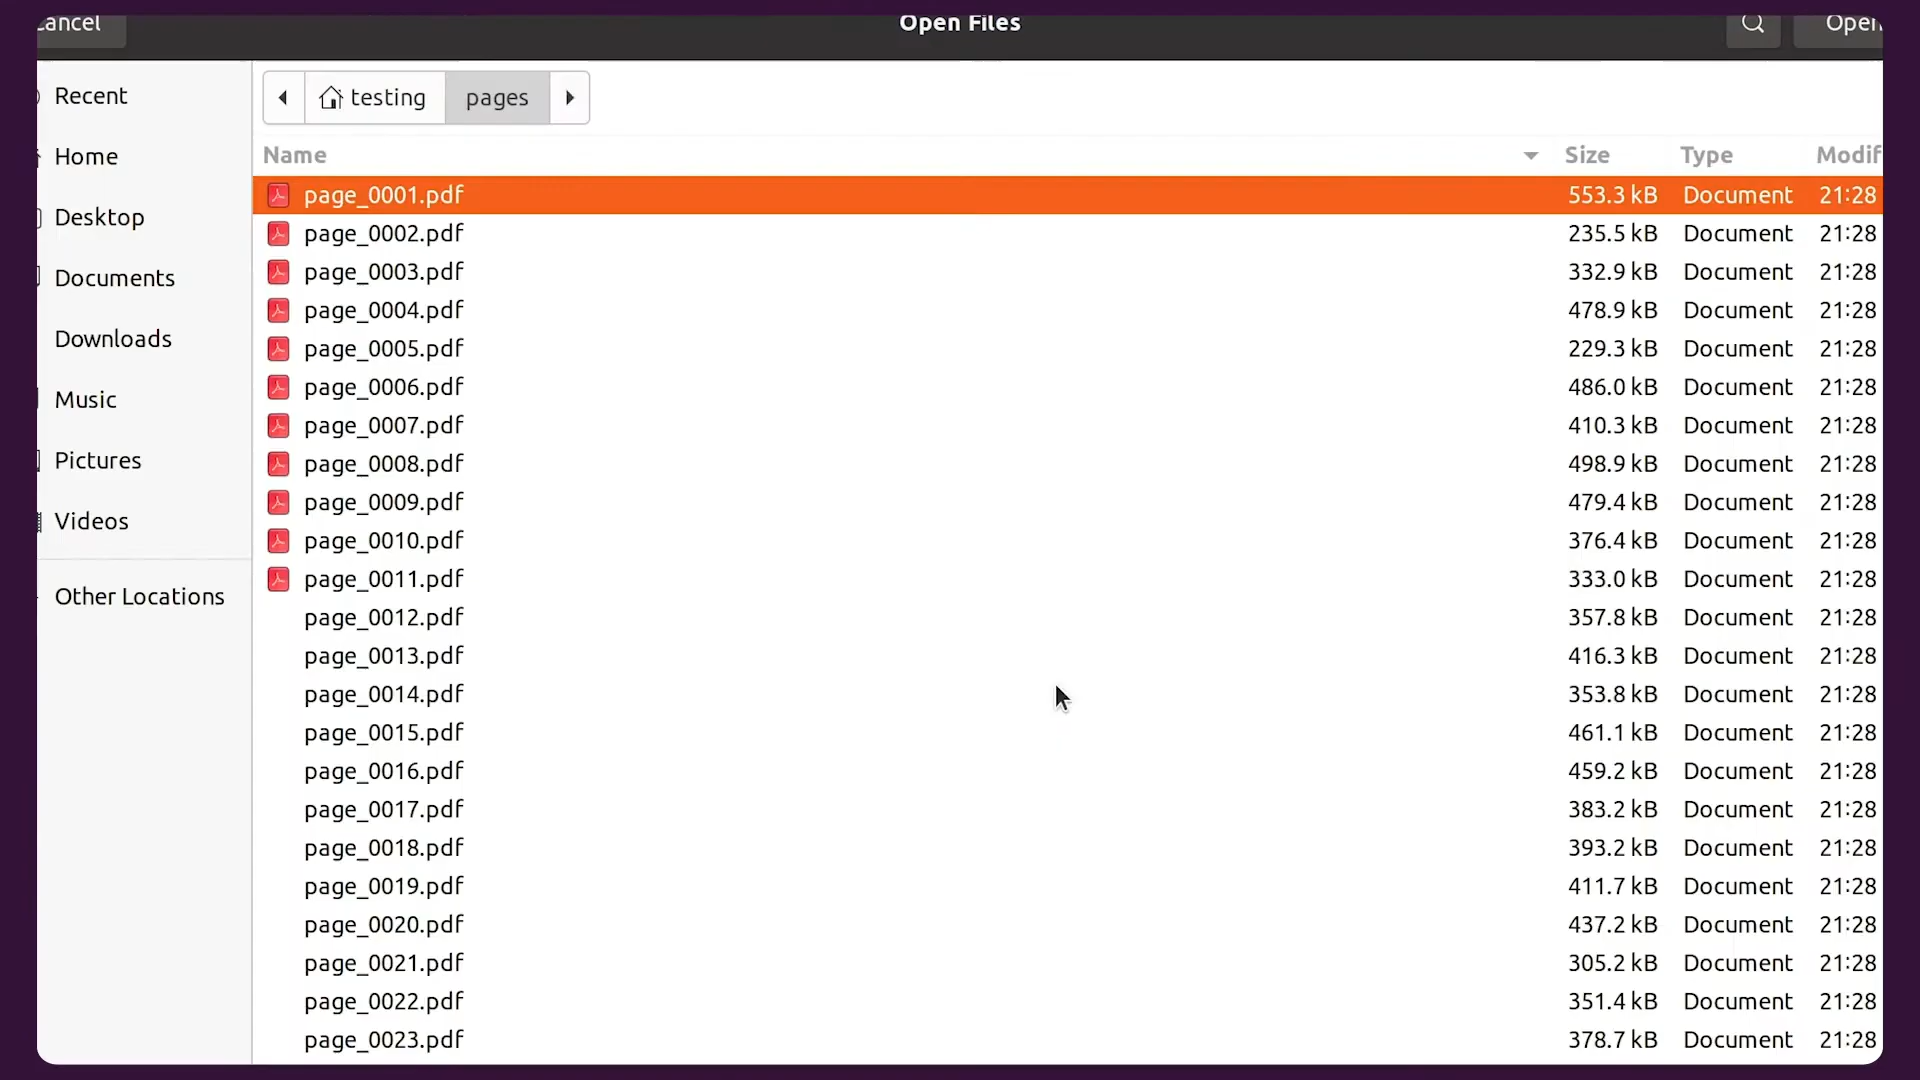 ancel Open Files Open
Recent
Home
Desktop
Documents
Downloads
Music
Pictures
Videos
Other Locations
testing pages
Name Size Type Modif
page_0001.pdf 553.3 kB Document 21:28
page_0002.pdf 235.5 kB Document 21:28
page_0003.pdf 332.9 kB Document 21:28
page_0004.pdf 478.9 kB Document 21:28
page_0005.pdf 229.3 kB Document 21:28
page_0006.pdf 486.0 kB Document 21:28
page_0007.pdf 410.3 kB Document 21:28
page_0008.pdf 498.9 kB Document 21:28
page_0009.pdf 479.4 kB Document 21:28
page_0010.pdf 376.4 kB Document 21:28
page_0011.pdf 333.0 kB Document 21:28
page_0012.pdf 357.8 kB Document 21:28
page_0013.pdf 416.3 kB Document 21:28
page_0014.pdf 353.8 kB Document 21:28
page_0015.pdf 461.1 kB Document 21:28
page_0016.pdf 459.2 kB Document 21:28
page_0017.pdf 383.2 kB Document 21:28
page_0018.pdf 393.2 kB Document 21:28
page_0019.pdf 411.7 kB Document 21:28
page_0020.pdf 437.2 kB Document 21:28
page_0021.pdf 305.2 kB Document 21:28
page_0022.pdf 351.4 kB Document 21:28
page_0023.pdf 378.7 kB Document 21:28